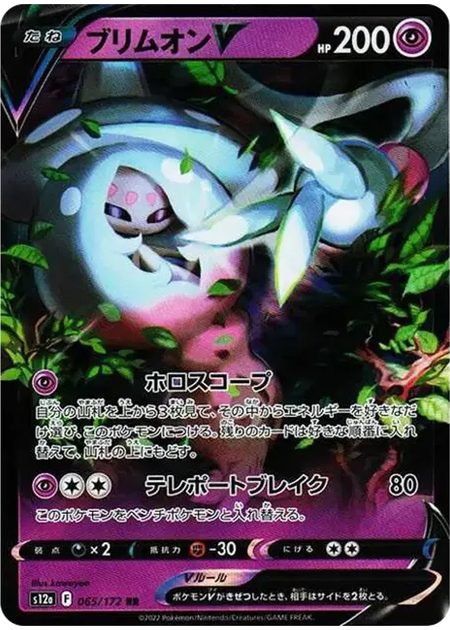 たね ブリムオンV HP200
ホロスコープ
自分の山札を上から3枚見て、その中からエネルギーを好きなだ
け選び、このポケモンにつける。残りのカードは好きな順番に入れ
替えて、山札の上にもどす。
テレポートブレイク 80
このポケモンをベンチポケモンと入れ替える。
弱点 ×2 抵抗力 -30 にげる
Illus. kawayoo
Vルール
s12a F 065/172 RR ポケモンVがきぜつしたとき、相手はサイドを2枚とる。
©2022 Pokémon/Nintendo/Creatures/GAME FREAK.